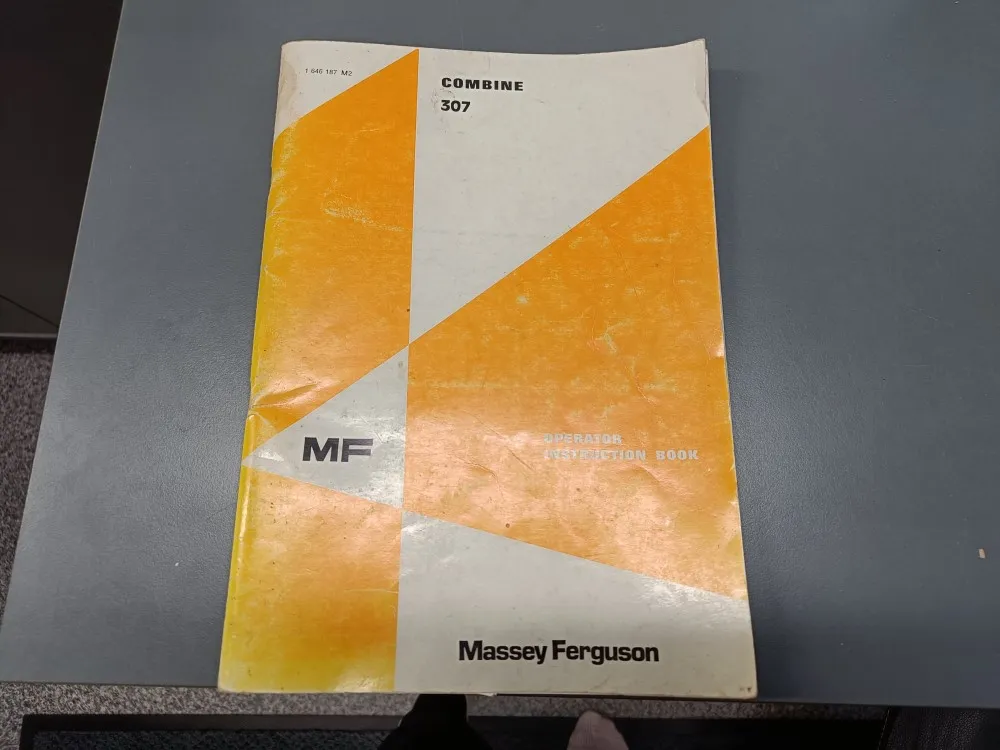 1 646 187 M2
COMBINE
307
MF
OPERATOR
INSTRUCTION BOOK
Massey Ferguson